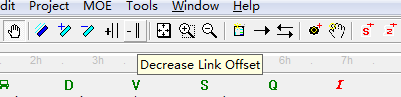 dit Project MOE Tools Window Help
2h 3h 6h 7h
Decrease Link Offset
D V S Q I